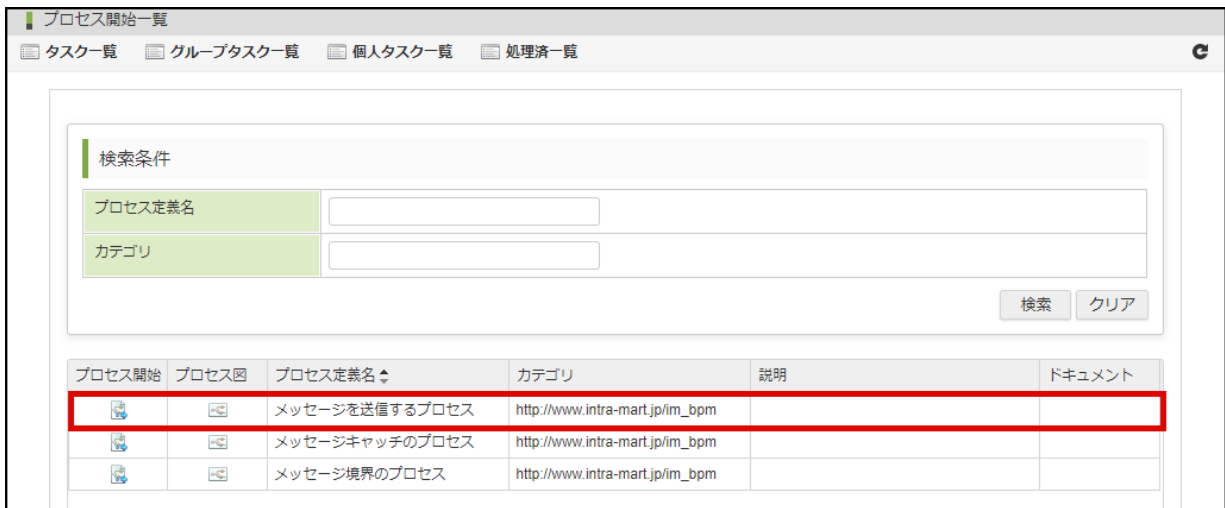 プロセス開始一覧
タスク一覧 グループタスク一覧 個人タスク一覧 処理済一覧
検索条件
プロセス定義名
カテゴリ
検索 クリア
プロセス開始 プロセス図 プロセス定義名 カテゴリ 説明 ドキュメント
メッセージを送信するプロセス http://www.intra-mart.jp/im_bpm
メッセージキャッチのプロセス http://www.intra-mart.jp/im_bpm
メッセージ境界のプロセス http://www.intra-mart.jp/im_bpm